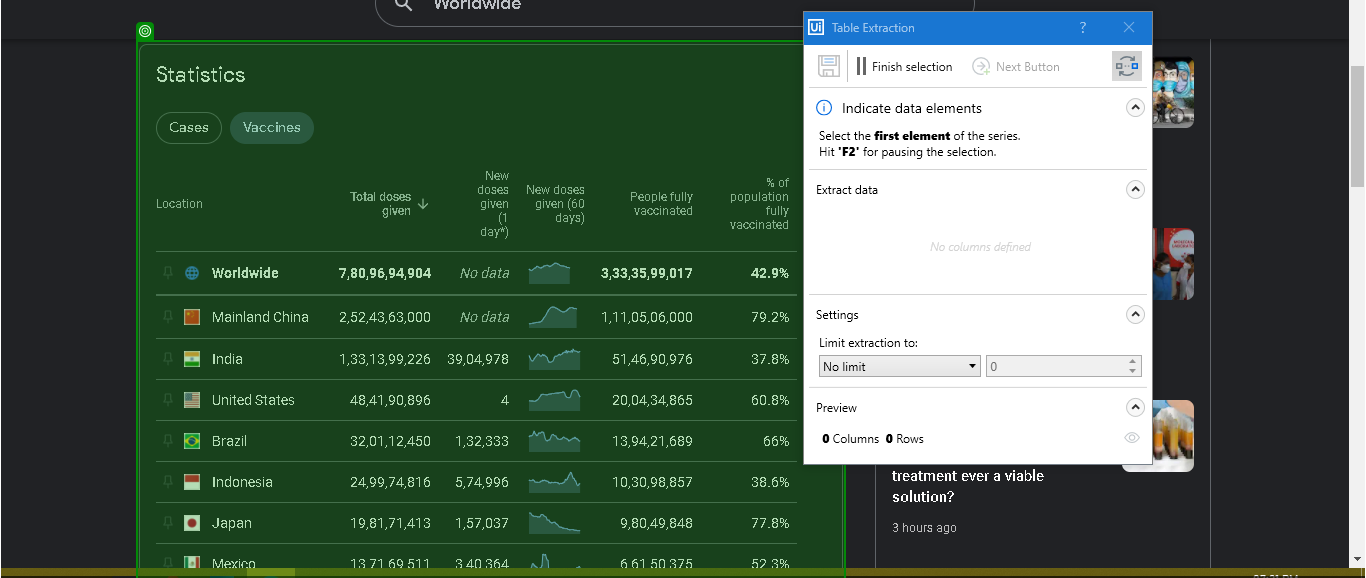 Worldwide
Statistics
Cases
Vaccines
Location
Total doses
given
New
doses
given
(1
day*)
New doses
given (60
days)
People fully
vaccinated
% of
population
fully
vaccinated
Worldwide 7,80,96,94,904 No data 3,33,35,99,017 42.9%
Mainland China 2,52,43,63,000 No data 1,11,05,06,000 79.2%
India 1,33,13,99,226 39,04,978 51,46,90,976 37.8%
United States 48,41,90,896 4 20,04,34,865 60.8%
Brazil 32,01,12,450 1,32,333 13,94,21,689 66%
Indonesia 24,99,74,816 5,74,996 10,30,98,857 38.6%
Japan 19,81,71,413 1,57,037 9,80,49,848 77.8%
Mexico 13,71,69,511 3,40,364 6,61,50,375 52.3%
Ui Table Extraction ?
Finish selection Next Button
Indicate data elements
Select the first element of the series.
Hit 'F2' for pausing the selection.
Extract data
No columns defined
Settings
Limit extraction to:
No limit 0
Preview
0 Columns 0 Rows
treatment ever a viable
solution?
3 hours ago